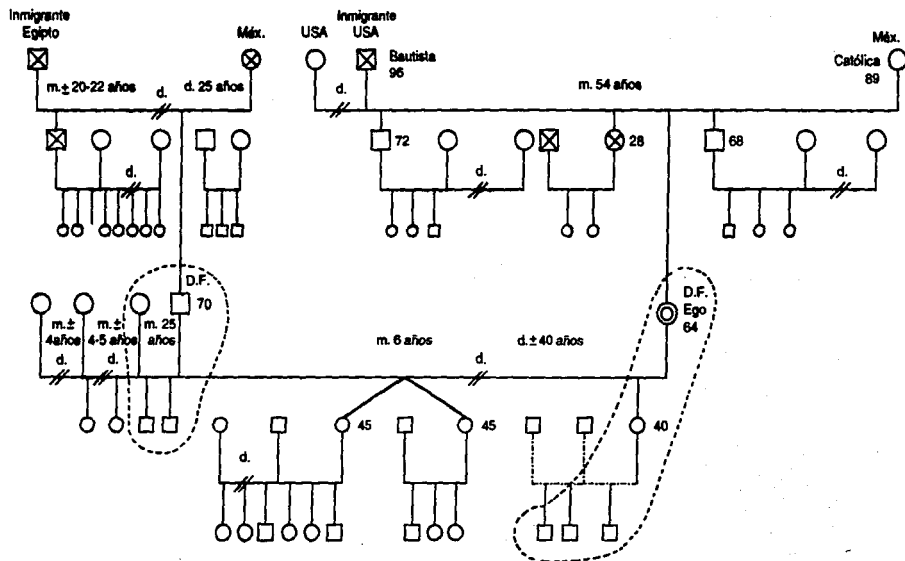 Inmigrante
Egipto
Méx.
USA
Inmigrante
USA
Bautista
96
Méx.
Católica
89
m.± 20-22 años
d.
d. 25 años
d.
m. 54 años
d.
72
d.
28
68
d.
D.F.
70
D.F.
Ego
64
m.±
4años
m.±
4-5 años
m. 25
años
m. 6 años
d. ± 40 años
d.
d.
d.
45
45
40
d.